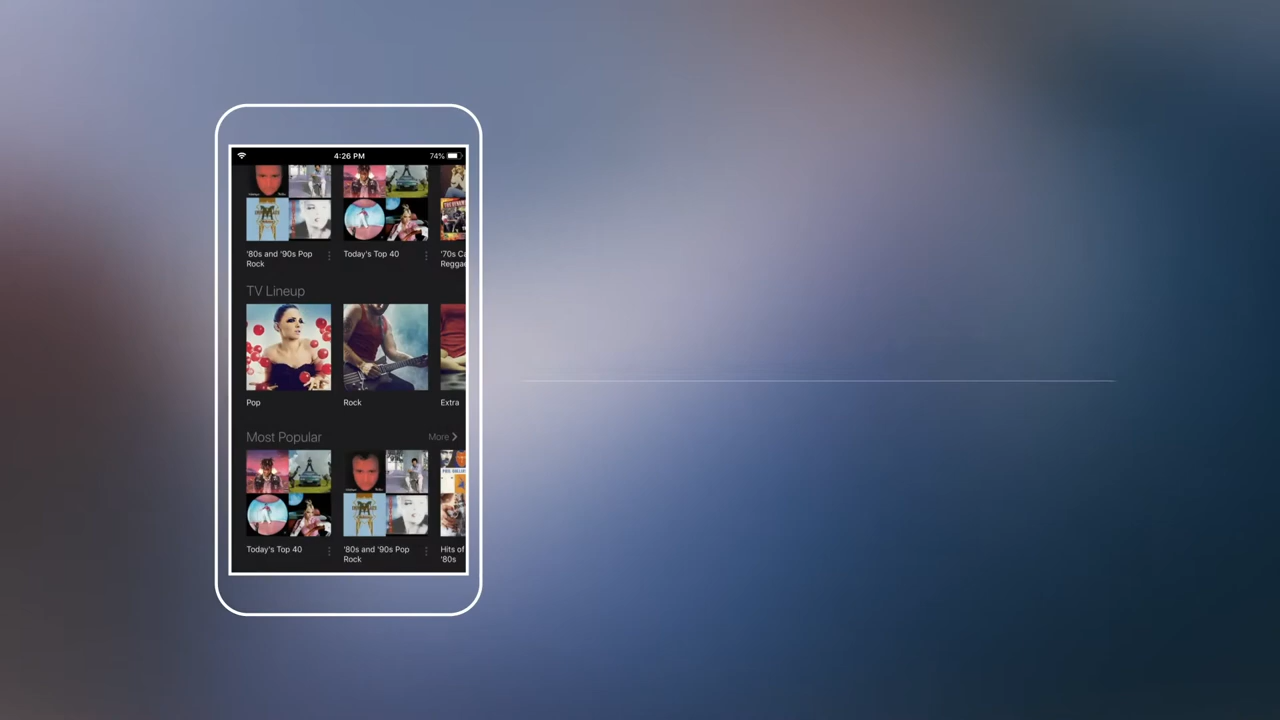 4:26 PM 74%
'80s and '90s Pop Today's Top 40 '70s Ca
Rock Regga
TV Lineup
Pop Rock Extra
Most Popular More
Today's Top 40 '80s and '90s Pop Hits of
Rock '80s